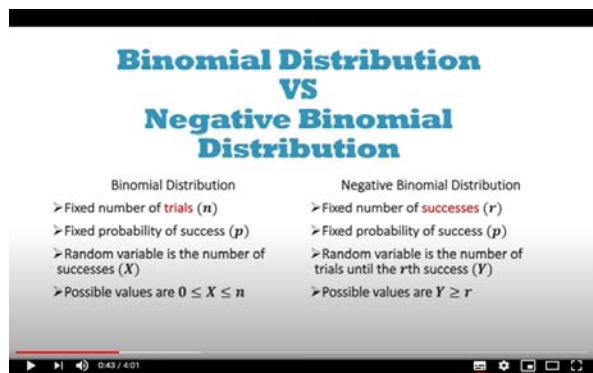 Binomial Distribution
VS
Negative Binomial
Distribution
Binomial Distribution
➢Fixed number of trials (n)
➢Fixed probability of success (p)
➢Random variable is the number of
successes (X)
➢Possible values are 0 ≤ X ≤ n
Negative Binomial Distribution
➢Fixed number of successes (r)
➢Fixed probability of success (p)
➢Random variable is the number of
trials until the rth success (Y)
➢Possible values are Y ≥ r
0:43 / 4:01